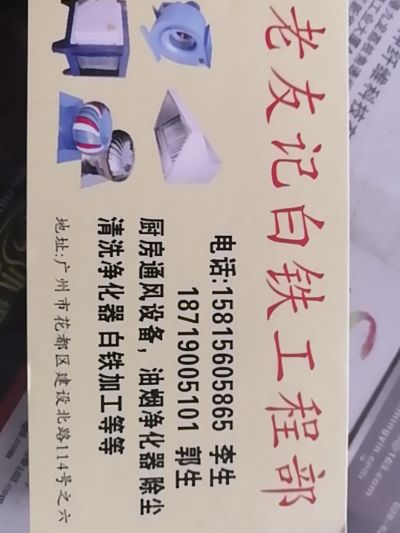 老友记白铁工程部
电话:15815605865 李生
18719005101 郭生
厨房通风设备，油烟净化器 除尘
清洗净化器 白铁加工等等
地址:广州市花都区建设北路114号之六